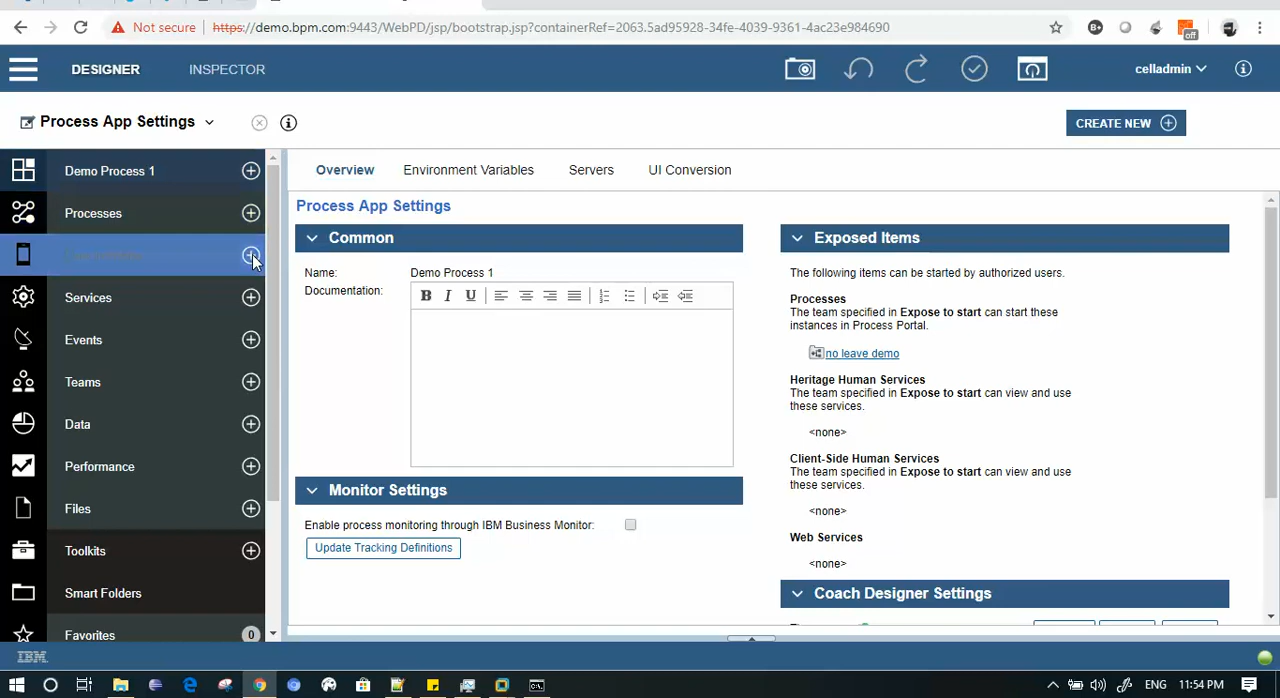 Not secure | https://demo.bpm.com:9443/WebPD/jsp/bootstrap.jsp?containerRef=2063.5ad95928-34fe-4039-9361-4ac23e984690
off
DESIGNER INSPECTOR celladmin
Process App Settings CREATE NEW
Demo Process 1
Processes
Services
Events
Teams
Data
Performance
Files
Toolkits
Smart Folders
Favorites 0
Overview Environment Variables Servers UI Conversion
Process App Settings
Common
Name: Demo Process 1
Documentation:
B I U
Monitor Settings
Enable process monitoring through IBM Business Monitor:
Update Tracking Definitions
Exposed Items
The following items can be started by authorized users.
Processes
The team specified in Expose to start can start these
instances in Process Portal.
no leave demo
Heritage Human Services
The team specified in Expose to start can view and use
these services.
<none>
Client-Side Human Services
The team specified in Expose to start can view and use
these services.
<none>
Web Services
<none>
Coach Designer Settings
IBM.
ENG 11:54 PM